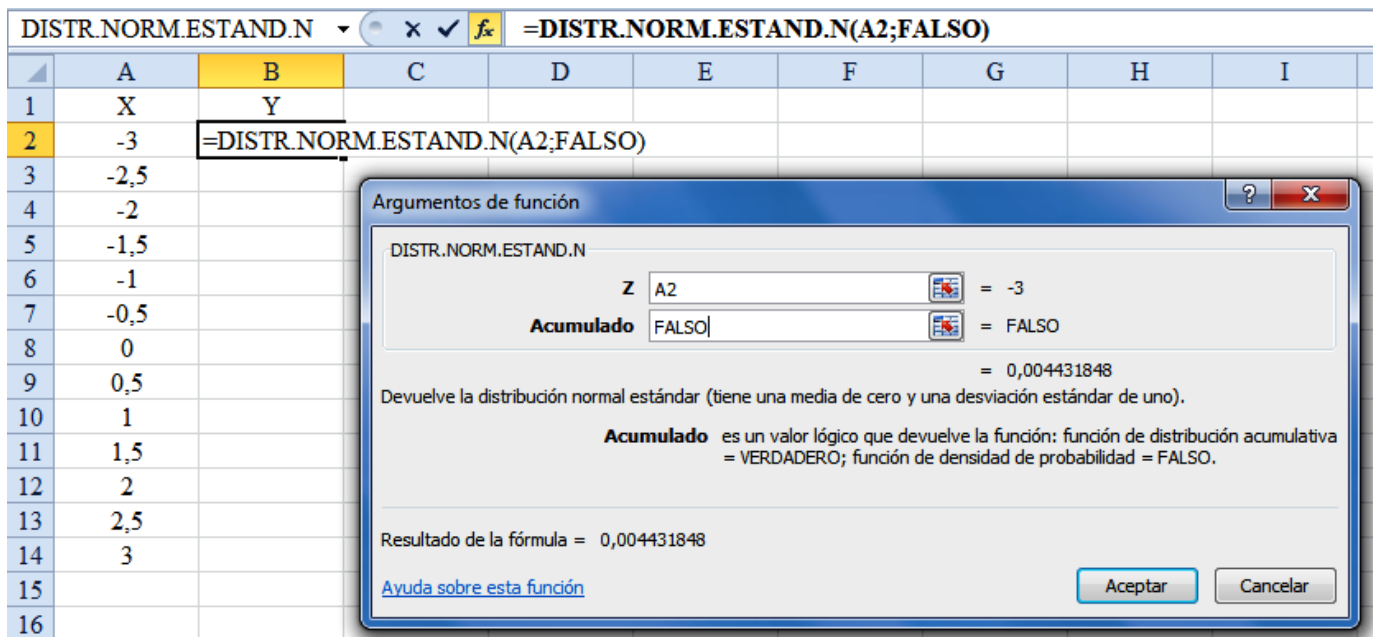 DISTR.NORM.ESTAND.N fx =DISTR.NORM.ESTAND.N(A2;FALSO)
A B C D E F G H I
1 X Y
2 -3 =DISTR.NORM.ESTAND.N(A2;FALSO)
3 -2,5
4 -2
5 -1,5
6 -1
7 -0,5
8 0
9 0,5
10 1
11 1,5
12 2
13 2,5
14 3
15
16
Argumentos de función ? X
DISTR.NORM.ESTAND.N
Z A2 = -3
Acumulado FALSO = FALSO
= 0,004431848
Devuelve la distribución normal estándar (tiene una media de cero y una desviación estándar de uno).
Acumulado es un valor lógico que devuelve la función: función de distribución acumulativa
= VERDADERO; función de densidad de probabilidad = FALSO.
Resultado de la fórmula = 0,004431848
Ayuda sobre esta función Aceptar Cancelar